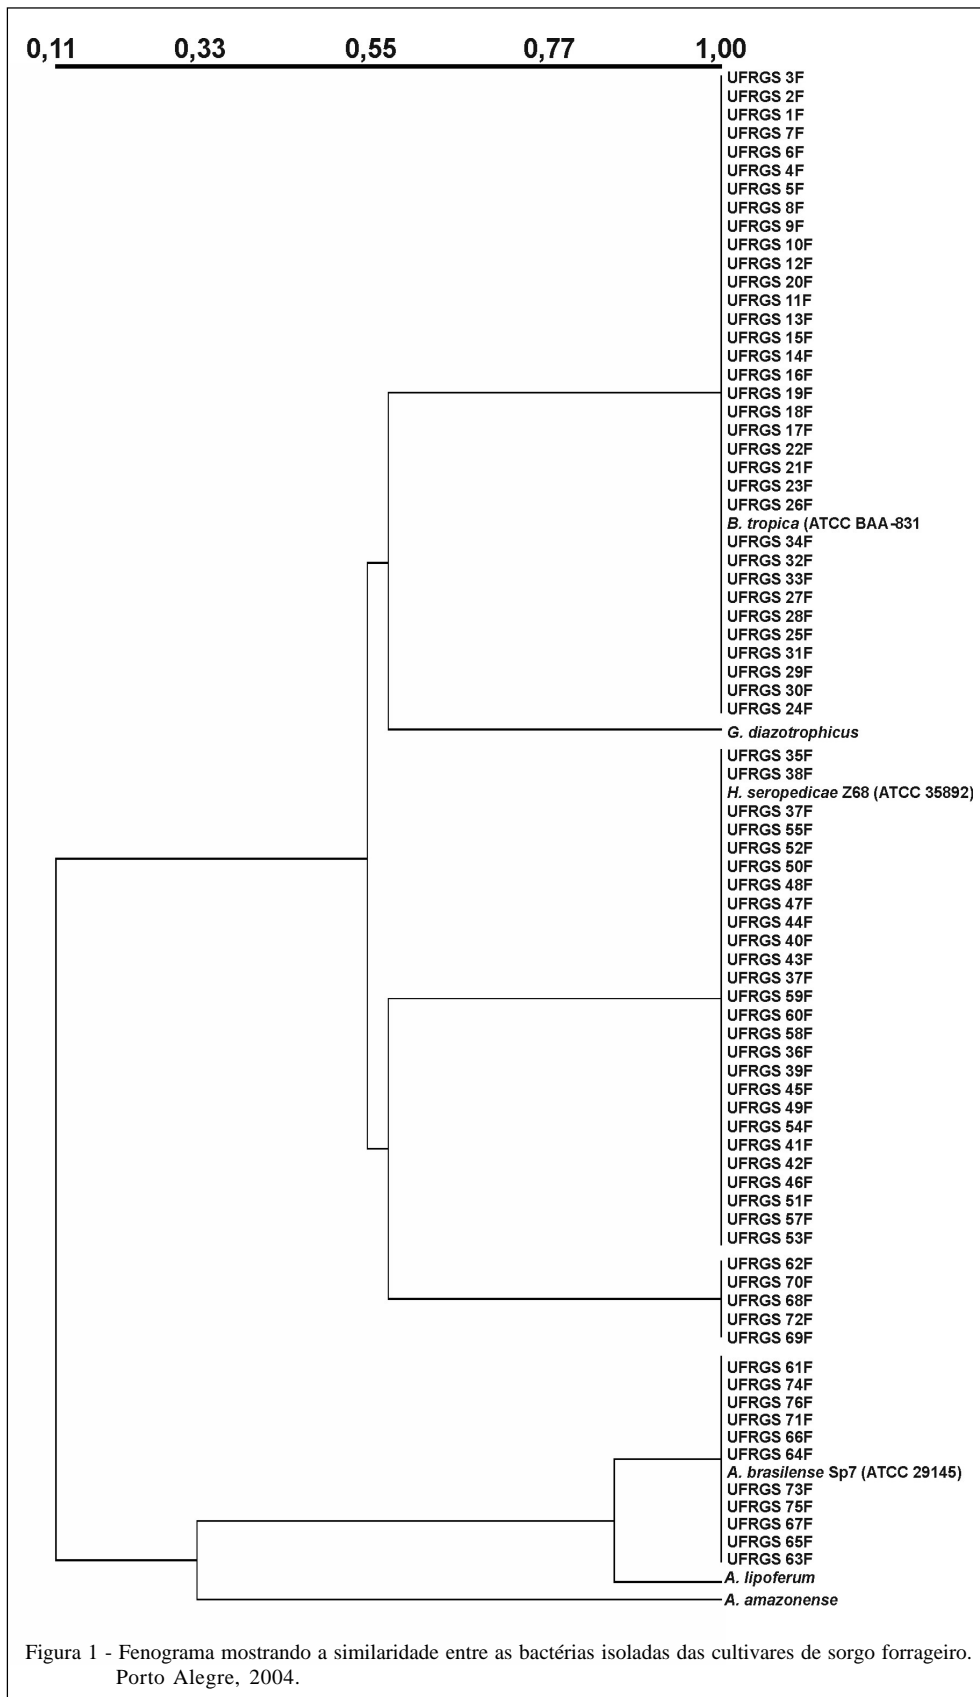 0,11 0,33 0,55 0,77 1,00
UFRGS 3F
UFRGS 2F
UFRGS 1F
UFRGS 7F
UFRGS 6F
UFRGS 4F
UFRGS 5F
UFRGS 8F
UFRGS 9F
UFRGS 10F
UFRGS 12F
UFRGS 20F
UFRGS 11F
UFRGS 13F
UFRGS 15F
UFRGS 14F
UFRGS 16F
UFRGS 19F
UFRGS 18F
UFRGS 17F
UFRGS 22F
UFRGS 21F
UFRGS 23F
UFRGS 26F
B. tropica (ATCC BAA-831
UFRGS 34F
UFRGS 32F
UFRGS 33F
UFRGS 27F
UFRGS 28F
UFRGS 25F
UFRGS 31F
UFRGS 29F
UFRGS 30F
UFRGS 24F
G. diazotrophicus
UFRGS 35F
UFRGS 38F
H. seropedicae Z68 (ATCC 35892)
UFRGS 37F
UFRGS 55F
UFRGS 52F
UFRGS 50F
UFRGS 48F
UFRGS 47F
UFRGS 44F
UFRGS 40F
UFRGS 43F
UFRGS 37F
UFRGS 59F
UFRGS 60F
UFRGS 58F
UFRGS 36F
UFRGS 39F
UFRGS 45F
UFRGS 49F
UFRGS 54F
UFRGS 41F
UFRGS 42F
UFRGS 46F
UFRGS 51F
UFRGS 57F
UFRGS 53F
UFRGS 62F
UFRGS 70F
UFRGS 68F
UFRGS 72F
UFRGS 69F
UFRGS 61F
UFRGS 74F
UFRGS 76F
UFRGS 71F
UFRGS 66F
UFRGS 64F
A. brasilense Sp7 (ATCC 29145)
UFRGS 73F
UFRGS 75F
UFRGS 67F
UFRGS 65F
UFRGS 63F
A. lipoferum
A. amazonense
Figura 1 - Fenograma mostrando a similaridade entre as bactérias isoladas das cultivares de sorgo forrageiro.
Porto Alegre, 2004.